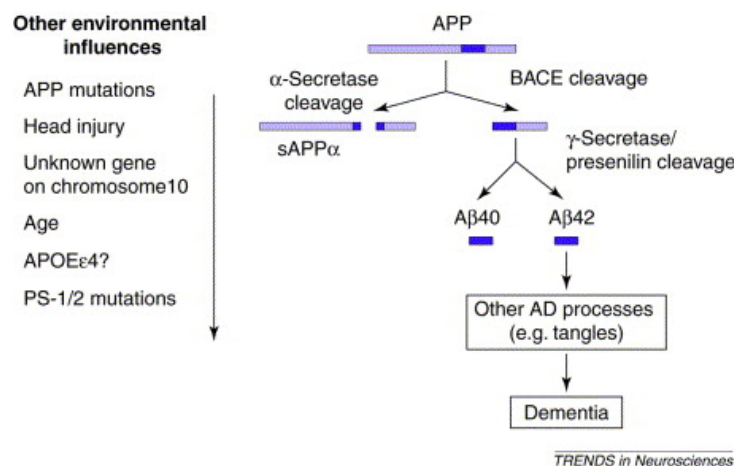 Other environmental
influences
APP mutations
Head injury
Unknown gene
on chromosome10
Age
APOEε4?
PS-1/2 mutations
APP
α-Secretase
cleavage
BACE cleavage
sAPPα
γ-Secretase/
presenilin cleavage
Aβ40
Aβ42
Other AD processes
(e.g. tangles)
Dementia
TRENDS in Neurosciences